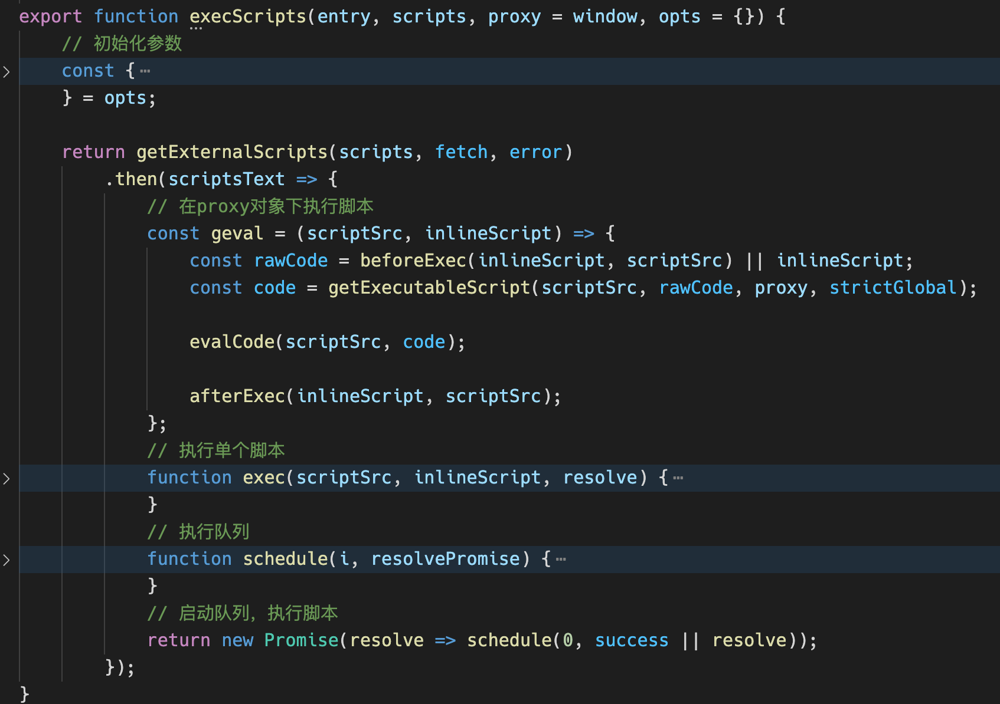 export function execScripts(entry, scripts, proxy = window, opts = {}) {
    // 初始化参数
    const {⋯
    } = opts;

    return getExternalScripts(scripts, fetch, error)
        .then(scriptsText => {
            // 在proxy对象下执行脚本
            const geval = (scriptSrc, inlineScript) => {
                const rawCode = beforeExec(inlineScript, scriptSrc) || inlineScript;
                const code = getExecutableScript(scriptSrc, rawCode, proxy, strictGlobal);

                evalCode(scriptSrc, code);

                afterExec(inlineScript, scriptSrc);
            };
            // 执行单个脚本
            function exec(scriptSrc, inlineScript, resolve) {⋯
            }
            // 执行队列
            function schedule(i, resolvePromise) {⋯
            }
            // 启动队列，执行脚本
            return new Promise(resolve => schedule(0, success || resolve));
        });
}